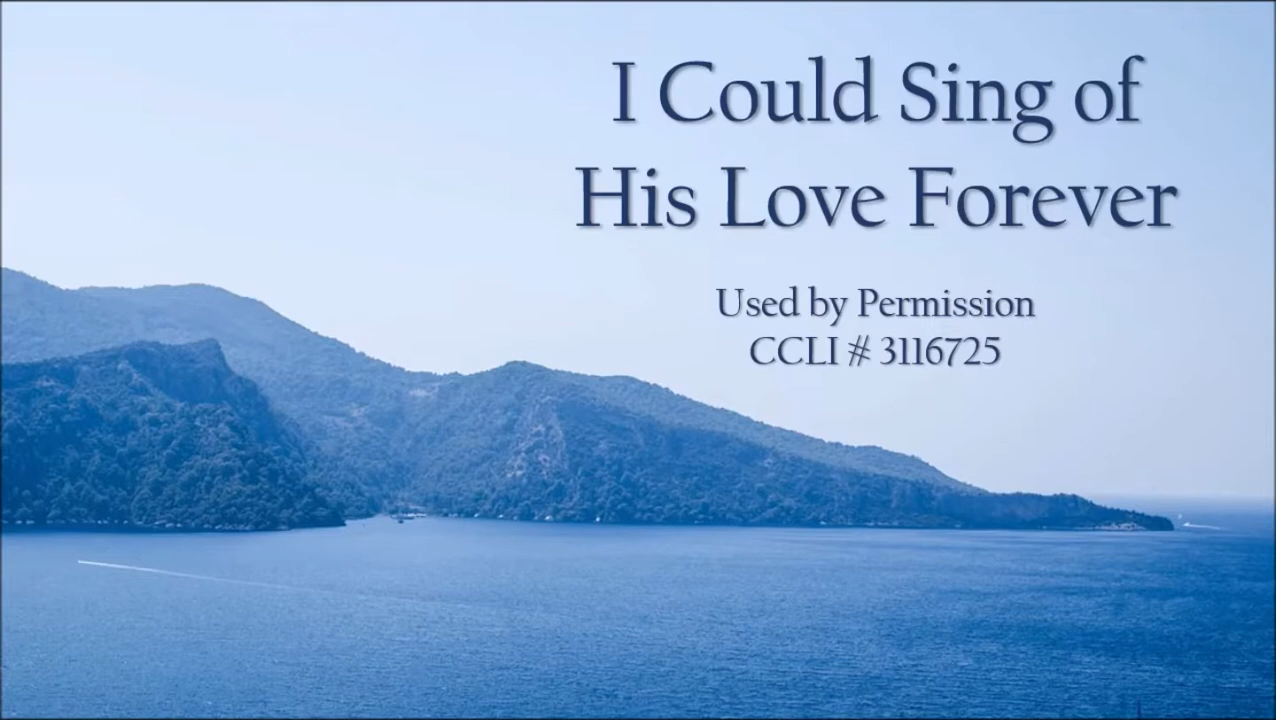 I Could Sing of
His Love Forever
Used by Permission
CCLI # 3116725